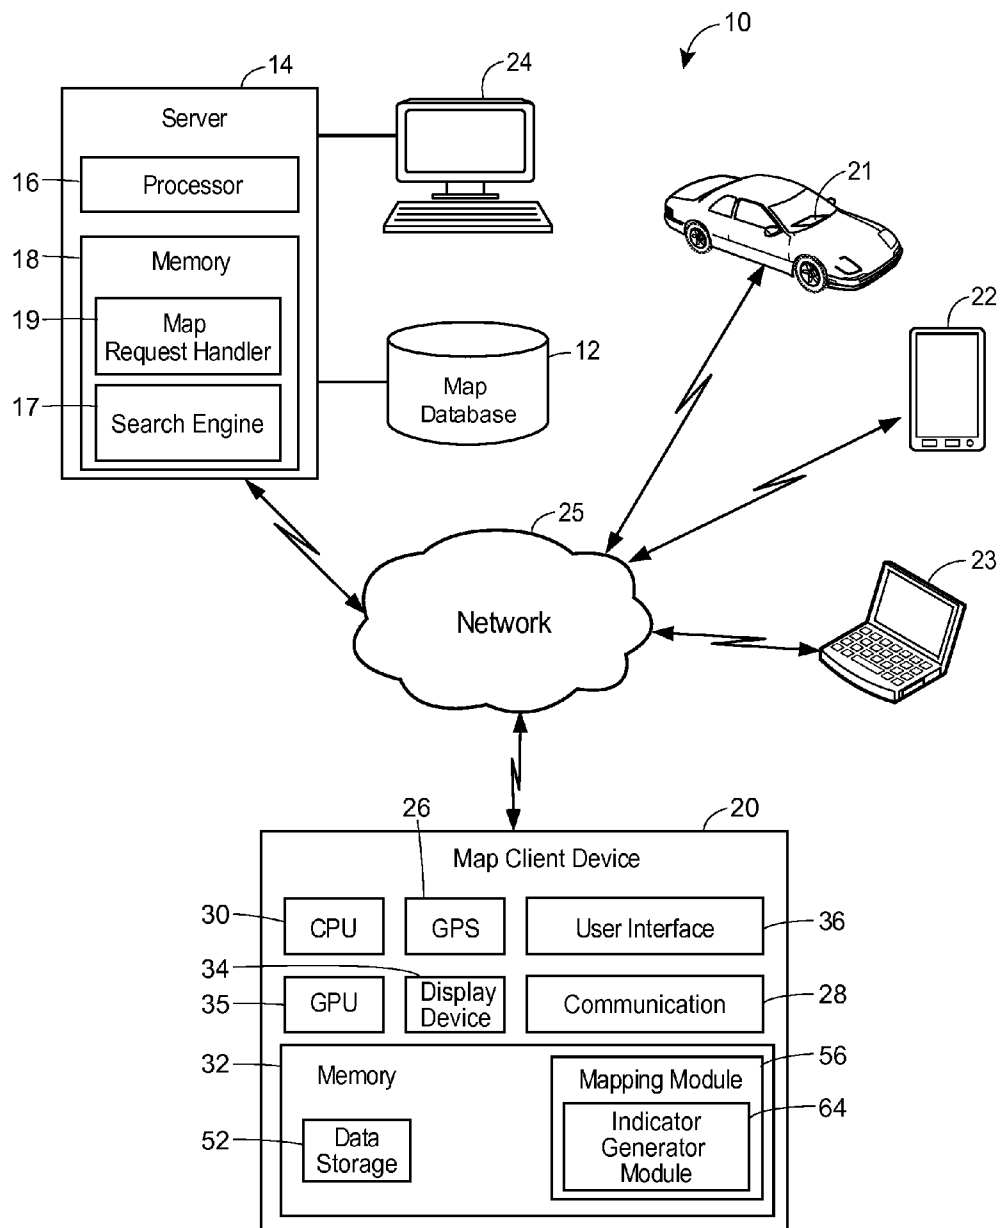 10
14
24
Server
16
Processor
21
18
Memory
22
19
Map
Request Handler
12
Map
Database
17
Search Engine
25
23
Network
26
20
Map Client Device
30
CPU
GPS
User Interface
36
34
35
GPU
Display
Device
Communication
28
32
Memory
56
Mapping Module
64
Indicator
Generator
Module
52
Data
Storage